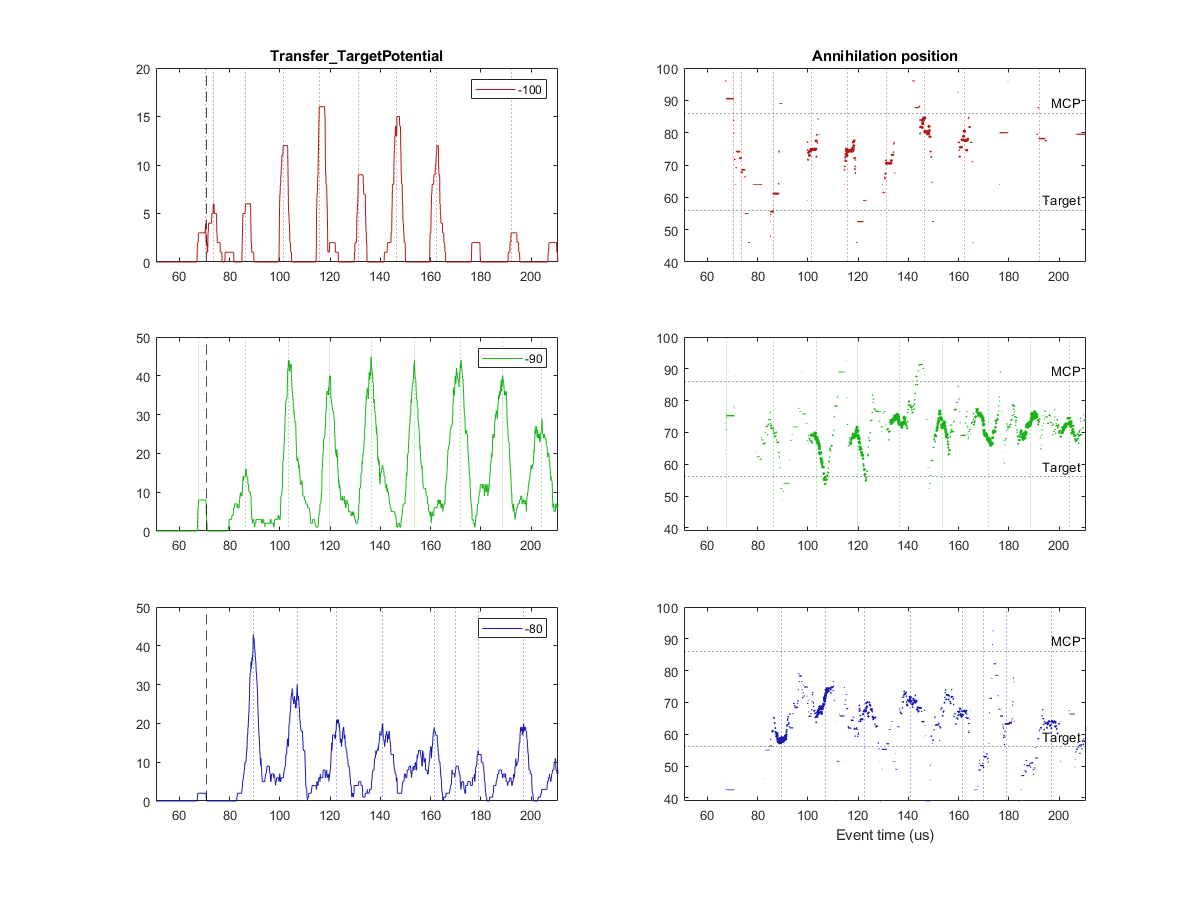 Transfer_TargetPotential
Annihilation position
20
15
10
5
0
60 80 100 120 140 160 180 200
-100
100
90
80
70
60
50
40
60 80 100 120 140 160 180 200
MCP
Target
50
40
30
20
10
0
60 80 100 120 140 160 180 200
-90
100
90
80
70
60
50
40
60 80 100 120 140 160 180 200
MCP
Target
50
40
30
20
10
0
60 80 100 120 140 160 180 200
-80
100
90
80
70
60
50
40
60 80 100 120 140 160 180 200
MCP
Target
Event time (us)